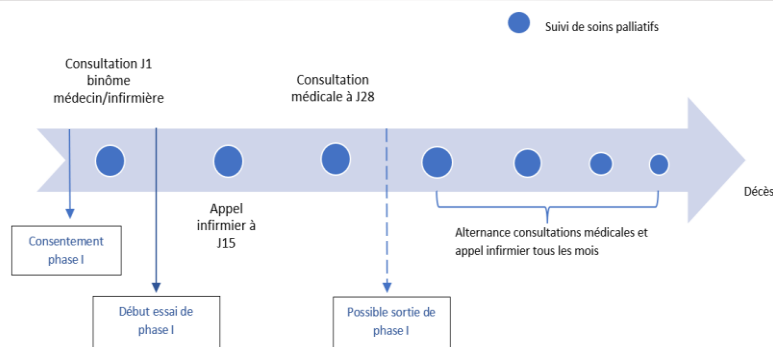 Suivi de soins palliatifs
Consultation J1
binôme
médecin/infirmière
Consultation
médicale à J28
Appel
infirmier à
J15
Décès
Alternance consultations médicales et
appel infirmier tous les mois
Consentement
phase I
Début essai de
phase I
Possible sortie de
phase I